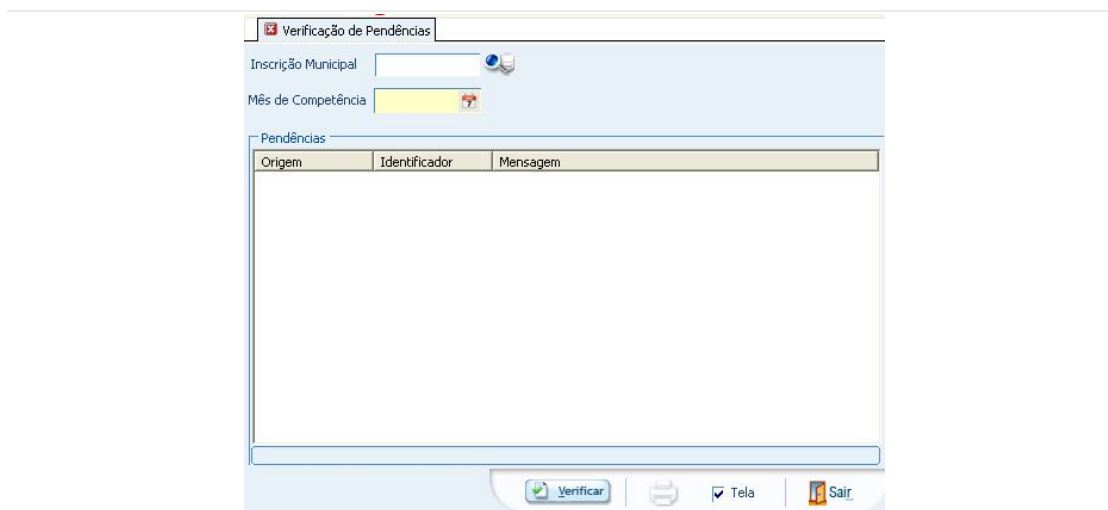 Verificação de Pendências
Inscrição Municipal
Mês de Competência
Pendências
Origem Identificador Mensagem
Verificar Tela Sair